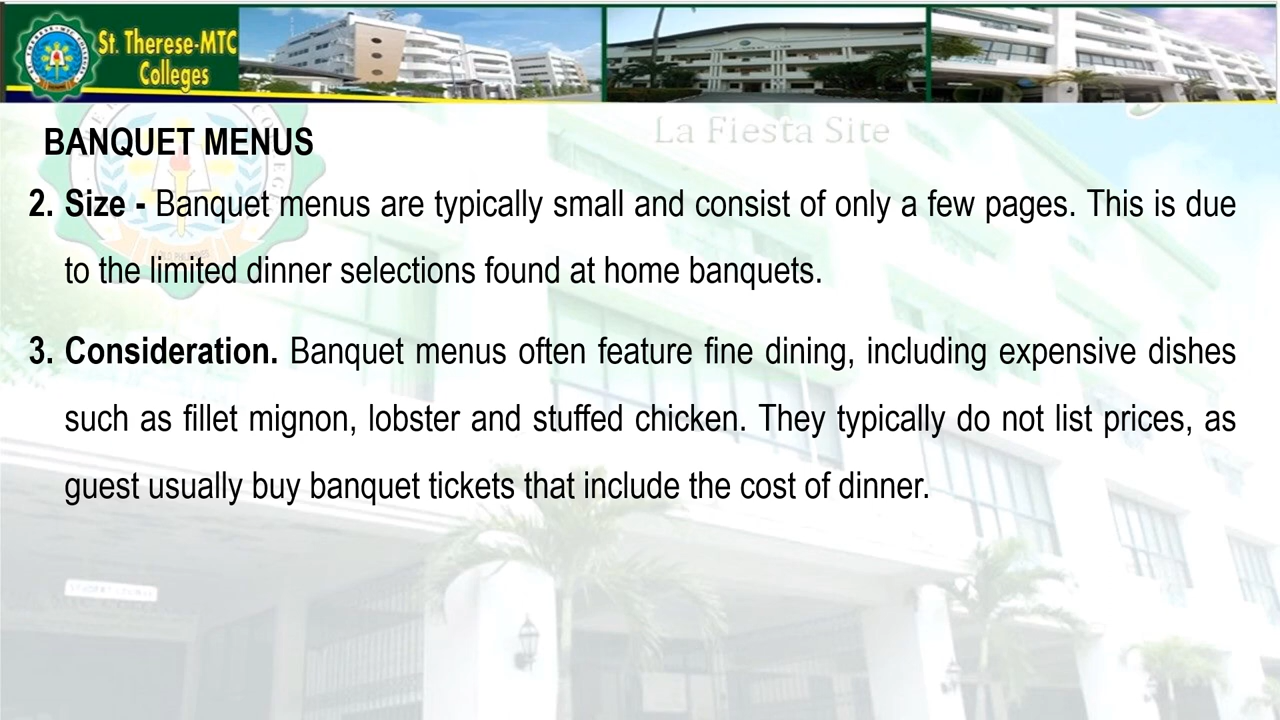 St. Therese-MTC
Colleges
La Fiesta Site
BANQUET MENUS
2. Size - Banquet menus are typically small and consist of only a few pages. This is due
to the limited dinner selections found at home banquets.
3. Consideration. Banquet menus often feature fine dining, including expensive dishes
such as fillet mignon, lobster and stuffed chicken. They typically do not list prices, as
guest usually buy banquet tickets that include the cost of dinner.